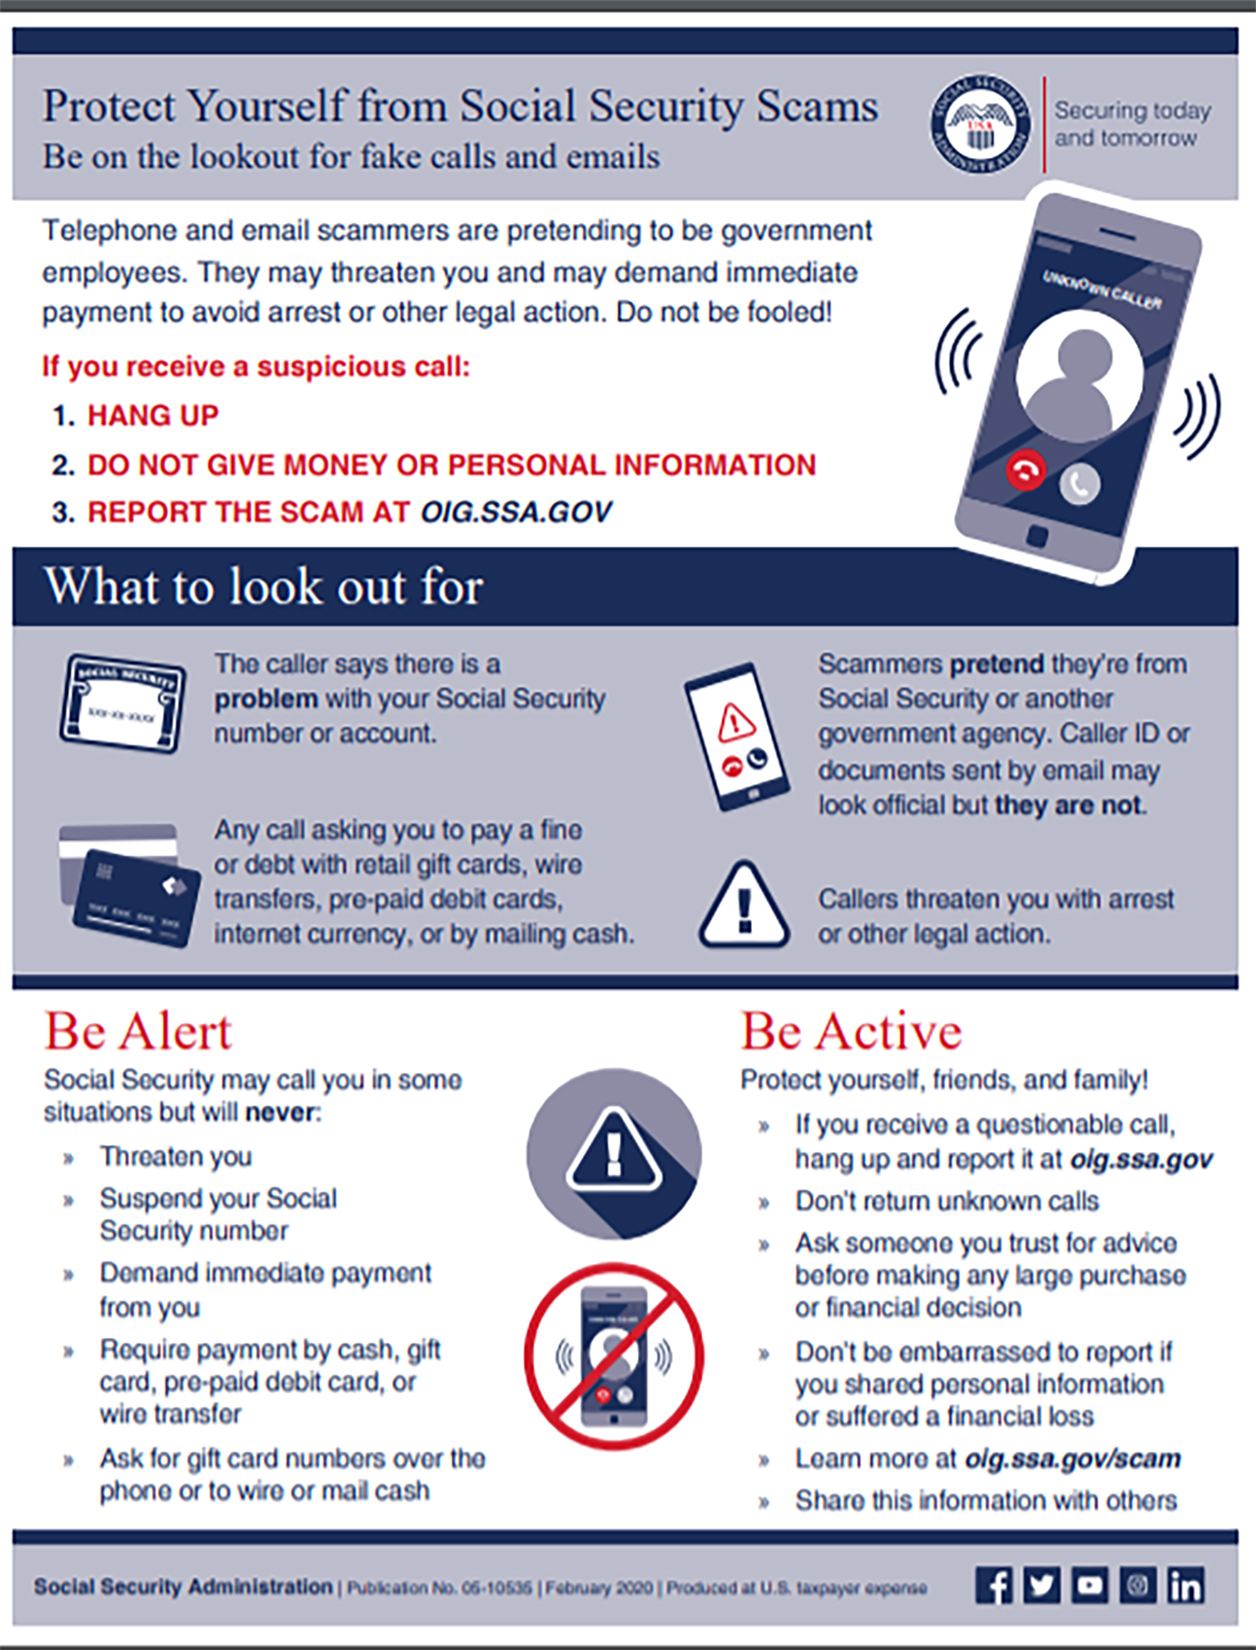 Protect Yourself from Social Security Scams
Be on the lookout for fake calls and emails
SOCIAL SECURITY ADMINISTRATION
USA
Securing today
and tomorrow
Telephone and email scammers are pretending to be government
employees. They may threaten you and may demand immediate
payment to avoid arrest or other legal action. Do not be fooled!
UNKNOWN CALLER
If you receive a suspicious call:
1. HANG UP
2. DO NOT GIVE MONEY OR PERSONAL INFORMATION
3. REPORT THE SCAM AT OIG.SSA.GOV
What to look out for
SOCIAL SECURITY
XXX-XX-XXXX
The caller says there is a
problem with your Social Security
number or account.
Any call asking you to pay a fine
or debt with retail gift cards, wire
transfers, pre-paid debit cards,
internet currency, or by mailing cash.
XXXX XXXX XXXX XXXX
Scammers pretend they're from
Social Security or another
government agency. Caller ID or
documents sent by email may
look official but they are not.
Callers threaten you with arrest
or other legal action.
Be Alert
Social Security may call you in some
situations but will never:
» Threaten you
» Suspend your Social
Security number
» Demand immediate payment
from you
» Require payment by cash, gift
card, pre-paid debit card, or
wire transfer
» Ask for gift card numbers over the
phone or to wire or mail cash
Be Active
Protect yourself, friends, and family!
» If you receive a questionable call,
hang up and report it at oig.ssa.gov
» Don't return unknown calls
» Ask someone you trust for advice
before making any large purchase
or financial decision
» Don't be embarrassed to report if
you shared personal information
or suffered a financial loss
» Learn more at oig.ssa.gov/scam
» Share this information with others
Social Security Administration | Publication No. 05-10535 | February 2020 | Produced at U.S. taxpayer expense